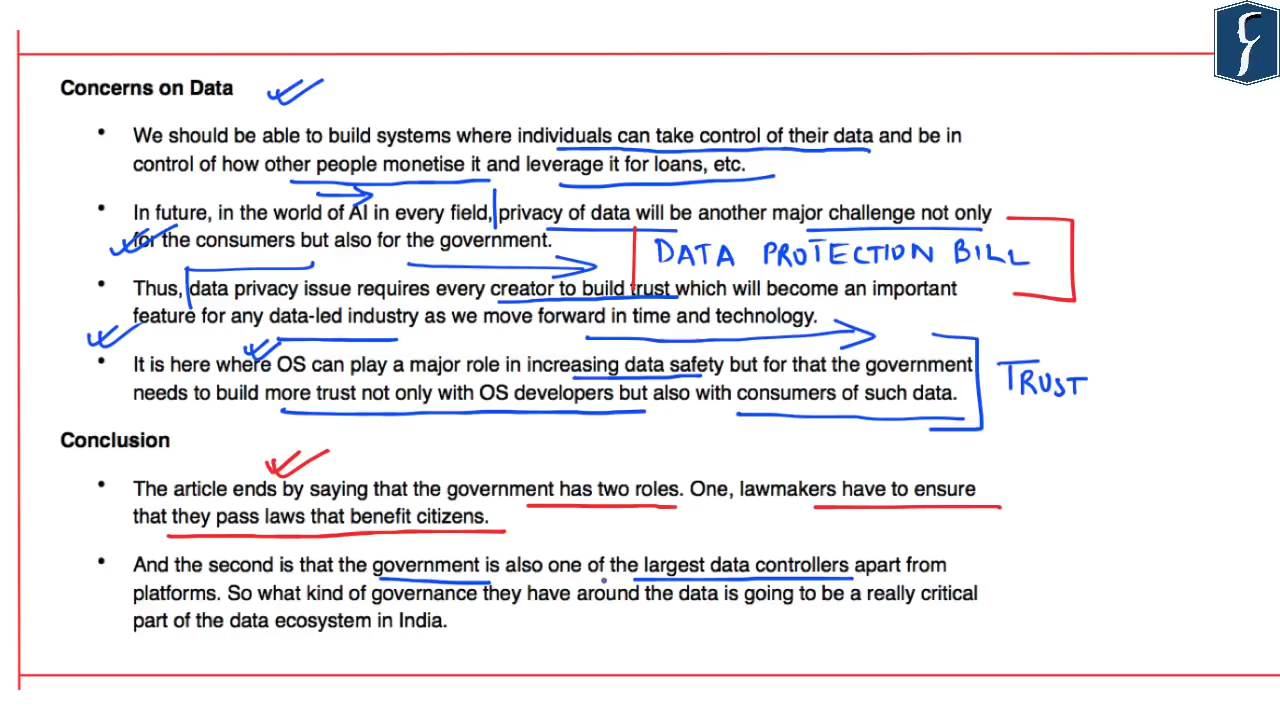 Concerns on Data
• We should be able to build systems where individuals can take control of their data and be in
control of how other people monetise it and leverage it for loans, etc.
• In future, in the world of AI in every field, privacy of data will be another major challenge not only
for the consumers but also for the government.
DATA PROTECTION BILL
• Thus, data privacy issue requires every creator to build trust which will become an important
feature for any data-led industry as we move forward in time and technology.
• It is here where OS can play a major role in increasing data safety but for that the government
needs to build more trust not only with OS developers but also with consumers of such data.
TRUST
Conclusion
• The article ends by saying that the government has two roles. One, lawmakers have to ensure
that they pass laws that benefit citizens.
• And the second is that the government is also one of the largest data controllers apart from
platforms. So what kind of governance they have around the data is going to be a really critical
part of the data ecosystem in India.